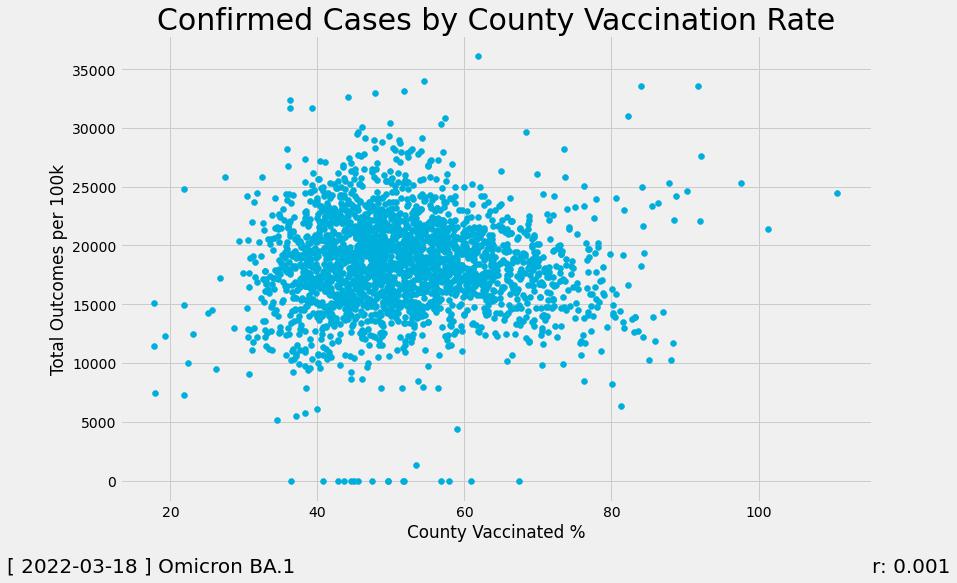 Confirmed Cases by County Vaccination Rate
Total Outcomes per 100k
35000
30000
25000
20000
15000
10000
5000
0
20 40 60 80 100
County Vaccinated %
[ 2022-03-18 ] Omicron BA.1 r: 0.001